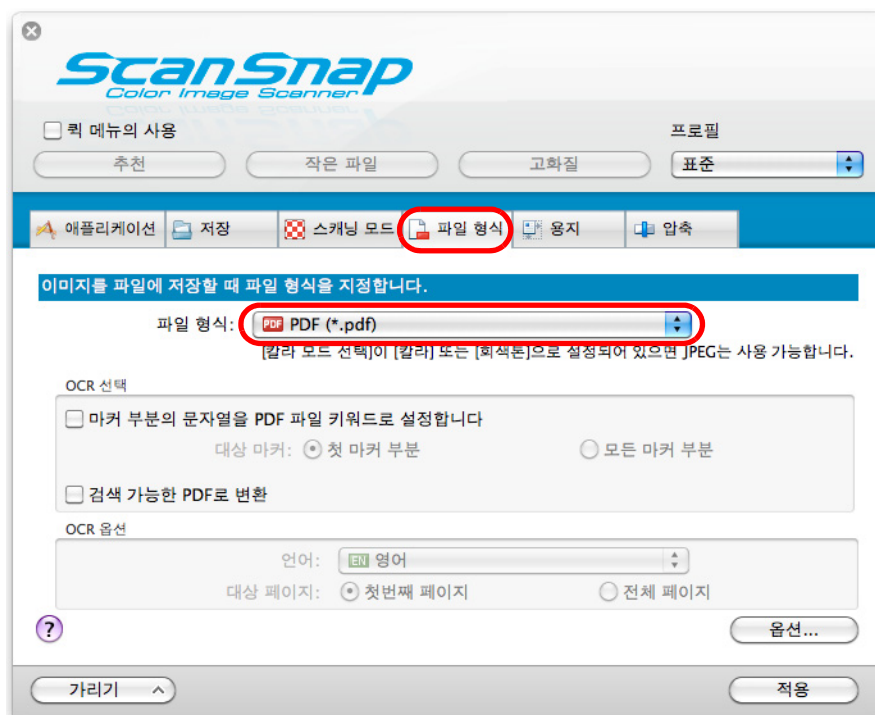 ScanSnap
Color Image Scanner
퀵 메뉴의 사용
프로필
추천 작은 파일 고화질 표준
애플리케이션 저장 스캐닝 모드 파일 형식 용지 압축
이미지를 파일에 저장할 때 파일 형식을 지정합니다.
파일 형식: PDF PDF (*.pdf)
[칼라 모드 선택]이 [칼라] 또는 [회색톤]으로 설정되어 있으면 JPEG는 사용 가능합니다.
OCR 선택
마커 부분의 문자열을 PDF 파일 키워드로 설정합니다
대상 마커: 첫 마커 부분 모든 마커 부분
검색 가능한 PDF로 변환
OCR 옵션
언어: EN 영어
대상 페이지: 첫번째 페이지 전체 페이지
? 옵션...
가리기 적용